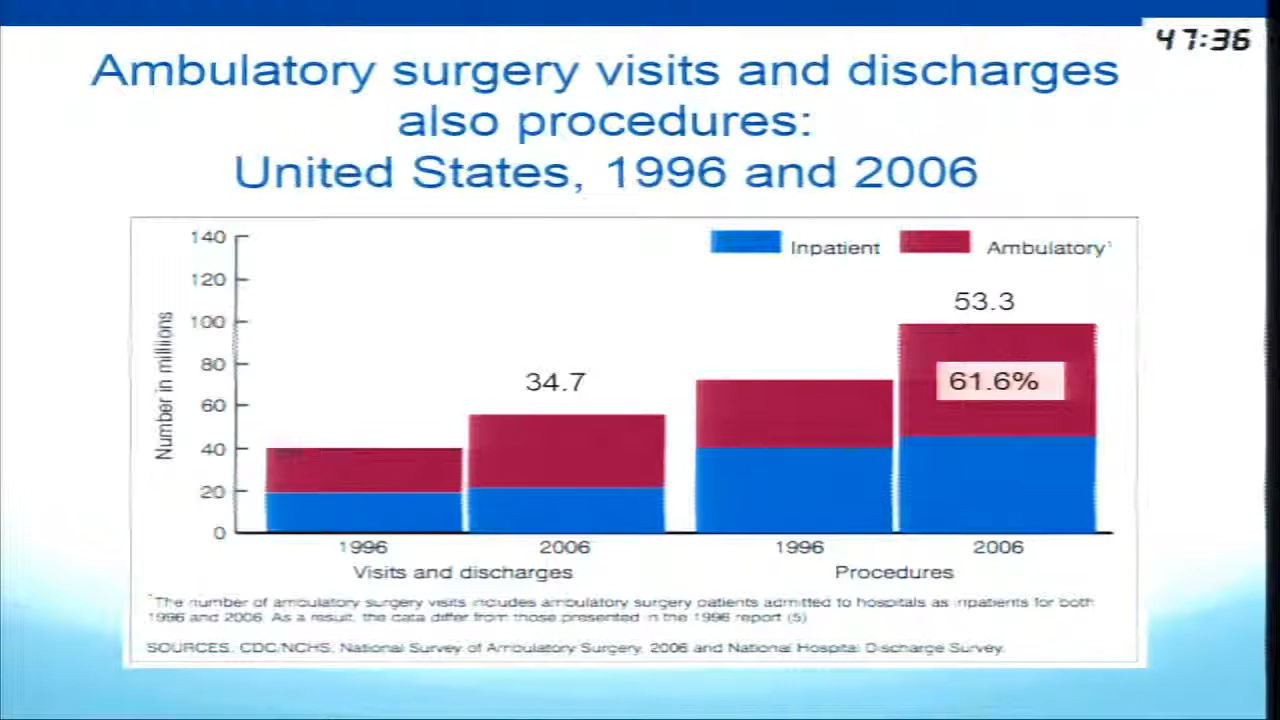 47:36
Ambulatory surgery visits and discharges
also procedures:
United States, 1996 and 2006
140
120
100
80
60
40
20
0
Number in milliions
Inpatient
Ambulatory¹
34.7
53.3
61.6%
1996
2006
1996
2006
Visits and discharges
Procedures
¹The number of ambulatory surgery visits includes ambulatory surgery patients admitted to hospitals as inpatients for both
1996 and 2006. As a result, the data differ from those presented in the 1996 report (5)
SOURCES: CDC/NCHS, National Survey of Ambulatory Surgery, 2006 and National Hospital Discharge Survey.